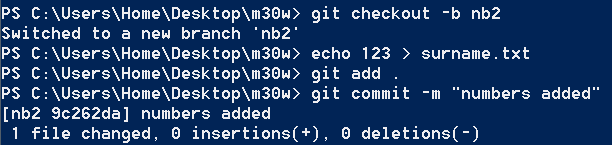 PS C:\Users\Home\Desktop\m30w> git checkout -b nb2
Switched to a new branch 'nb2'
PS C:\Users\Home\Desktop\m30w> echo 123 > surname.txt
PS C:\Users\Home\Desktop\m30w> git add .
PS C:\Users\Home\Desktop\m30w> git commit -m "numbers added"
[nb2 9c262da] numbers added
 1 file changed, 0 insertions(+), 0 deletions(-)